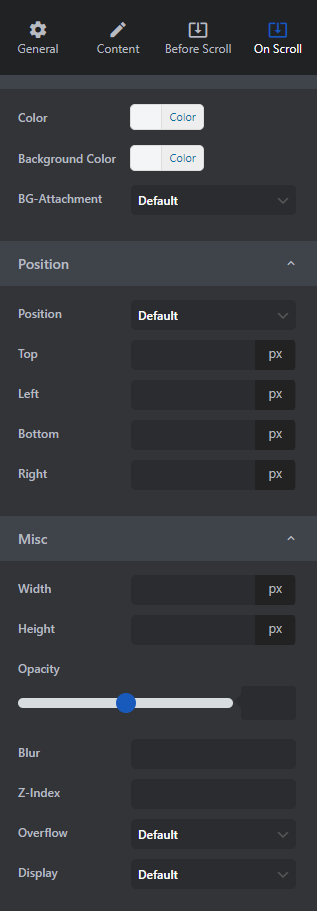 General Content Before Scroll On Scroll
Color Color
Background Color Color
BG-Attachment Default
Position
Position Default
Top px
Left px
Bottom px
Right px
Misc
Width px
Height px
Opacity
Blur
Z-Index
Overflow Default
Display Default